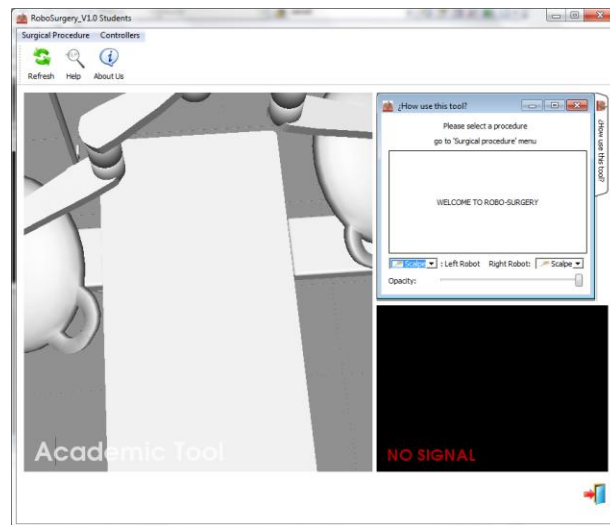 RoboSurgery_V1.0 Students
Surgical Procedure Controllers
Refresh Help About Us
¿How use this tool?
Please select a procedure
go to 'Surgical procedure' menu
WELCOME TO ROBO-SURGERY
Scalpe : Left Robot Right Robot: Scalpe
Opacity:
¿How use this tool?
Academic Tool
NO SIGNAL